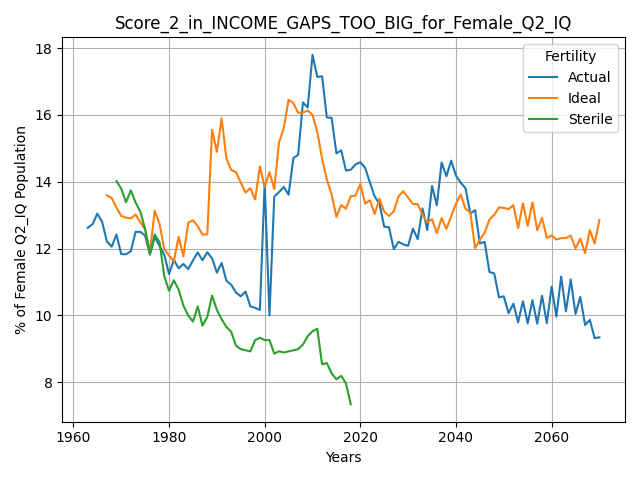 Score_2_in_INCOME_GAPS_TOO_BIG_for_Female_Q2_IQ
Fertility
Actual
Ideal
Sterile
% of Female Q2_IQ Population
18
16
14
12
10
8
1960 1980 2000 2020 2040 2060
Years